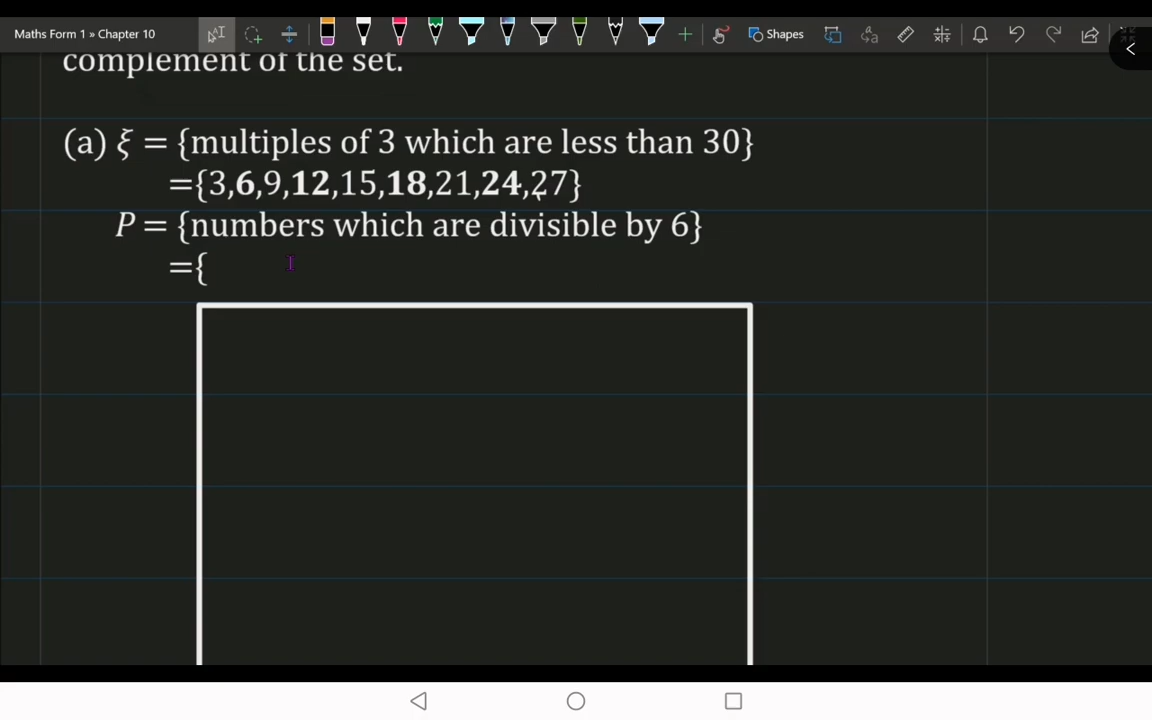 Maths Form 1 » Chapter 10
Shapes
complement of the set.
(a) ξ = {multiples of 3 which are less than 30}
={3,6,9,12,15,18,21,24,27}
P = {numbers which are divisible by 6}
={